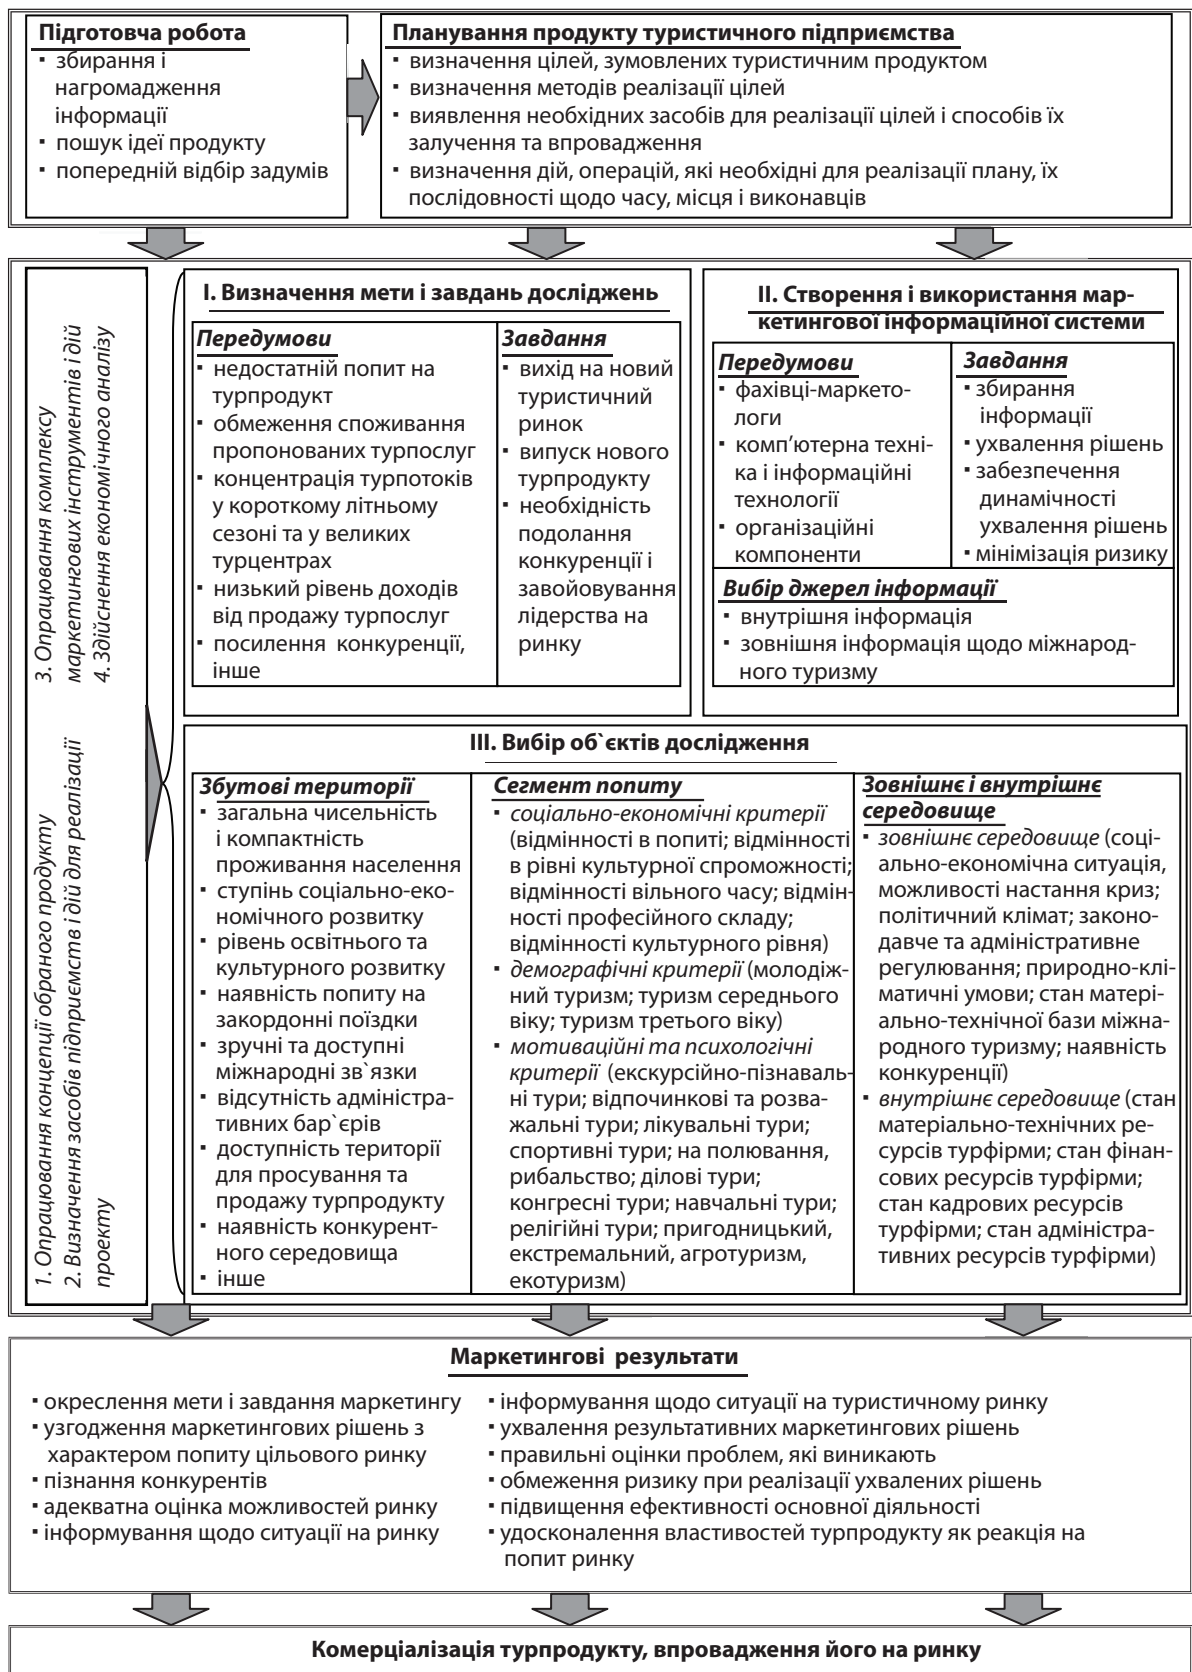 Підготовча робота
▪ збирання і
нагромадження
інформації
▪ пошук ідеї продукту
▪ попередній відбір задумів
Планування продукту туристичного підприємства
▪ визначення цілей, зумовлених туристичним продуктом
▪ визначення методів реалізації цілей
▪ виявлення необхідних засобів для реалізації цілей і способів їх
залучення та впровадження
▪ визначення дій, операцій, які необхідні для реалізації плану, їх
послідовності щодо часу, місця і виконавців
1. Опрацювання концепції обраного продукту
2. Визначення засобів підприємств і дій для реалізації
проекту
3. Опрацювання комплексу
маркетингових інструментів і дій
4. Здійснення економічного аналізу
I. Визначення мети і завдань досліджень
Передумови
▪ недостатній попит на
турпродукт
▪ обмеження споживання
пропонованих турпослуг
▪ концентрація турпотоків
у короткому літньому
сезоні та у великих
турцентрах
▪ низький рівень доходів
від продажу турпослуг
▪ посилення конкуренції,
інше
Завдання
▪ вихід на новий
туристичний
ринок
▪ випуск нового
турпродукту
▪ необхідність
подолання
конкуренції і
завойовування
лідерства на
ринку
II. Створення і використання мар-
кетингової інформаційної системи
Передумови
▪ фахівці-маркето-
логи
▪ комп’ютерна техні-
ка і інформаційні
технології
▪ організаційні
компоненти
Завдання
▪ збирання
інформації
▪ ухвалення рішень
▪ забезпечення
динамічності
ухвалення рішень
▪ мінімізація ризику
Вибір джерел інформації
▪ внутрішня інформація
▪ зовнішня інформація щодо міжнарод-
ного туризму
III. Вибір об`єктів дослідження
Збутові території
▪ загальна чисельність
і компактність
проживання населення
▪ ступінь соціально-еко-
номічного розвитку
▪ рівень освітнього та
культурного розвитку
▪ наявність попиту на
закордонні поїздки
▪ зручні та доступні
міжнародні зв`язки
▪ відсутність адміністра-
тивних бар`єрів
▪ доступність території
для просування та
продажу турпродукту
▪ наявність конкурент-
ного середовища
▪ інше
Сегмент попиту
▪ соціально-економічні критерії
(відмінності в попиті; відмінності
в рівні культурної спроможності;
відмінності вільного часу; відмін-
ності професійного складу;
відмінності культурного рівня)
▪ демографічні критерії (молодіж-
ний туризм; туризм середнього
віку; туризм третього віку)
▪ мотиваційні та психологічні
критерії (екскурсійно-пізнаваль-
ні тури; відпочинкові та розва-
жальні тури; лікувальні тури;
спортивні тури; на полювання,
рибальство; ділові тури;
конгресні тури; навчальні тури;
релігійні тури; пригодницький,
екстремальний, агротуризм,
екотуризм)
Зовнішнє і внутрішнє
середовище
▪ зовнішнє середовище (соці-
ально-економічна ситуація,
можливості настання криз;
політичний клімат; законо-
давче та адміністративне
регулювання; природно-клі-
матичні умови; стан матері-
ально-технічної бази міжна-
родного туризму; наявність
конкуренції)
▪ внутрішнє середовище (стан
матеріально-технічних ре-
сурсів турфірми; стан фінан-
сових ресурсів турфірми;
стан кадрових ресурсів
турфірми; стан адміністра-
тивних ресурсів турфірми)
Маркетингові результати
▪ окреслення мети і завдання маркетингу
▪ узгодження маркетингових рішень з
характером попиту цільового ринку
▪ пізнання конкурентів
▪ адекватна оцінка можливостей ринку
▪ інформування щодо ситуації на ринку
▪ інформування щодо ситуації на туристичному ринку
▪ ухвалення результативних маркетингових рішень
▪ правильні оцінки проблем, які виникають
▪ обмеження ризику при реалізації ухвалених рішень
▪ підвищення ефективності основної діяльності
▪ удосконалення властивостей турпродукту як реакція на
попит ринку
Комерціалізація турпродукту, впровадження його на ринку